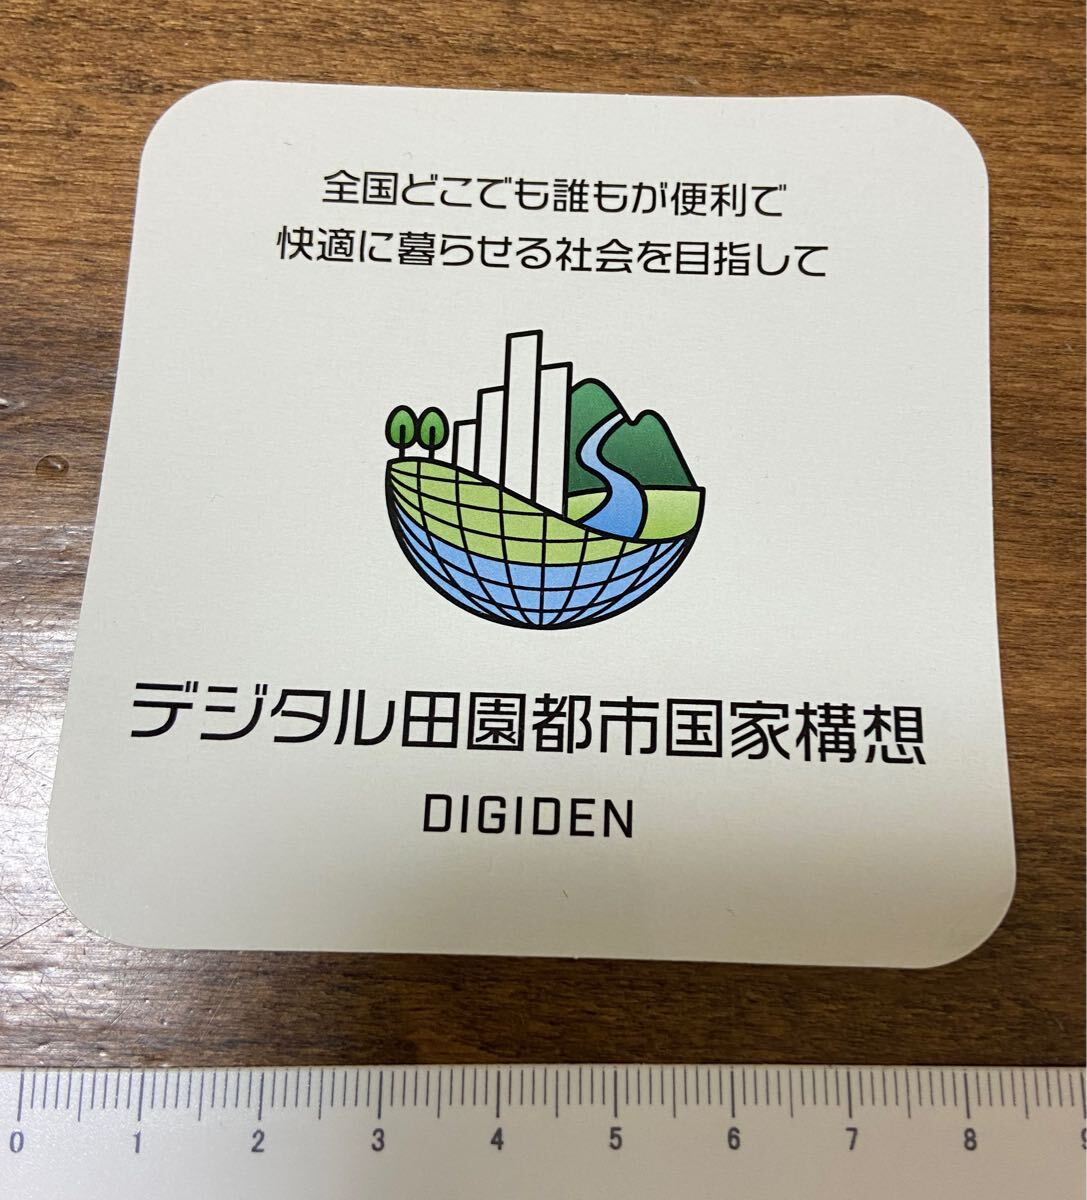 全国どこでも誰もが便利で
快適に暮らせる社会を目指して
デジタル田園都市国家構想
DIGIDEN
0 1 2 3 4 5 6 7 8 9